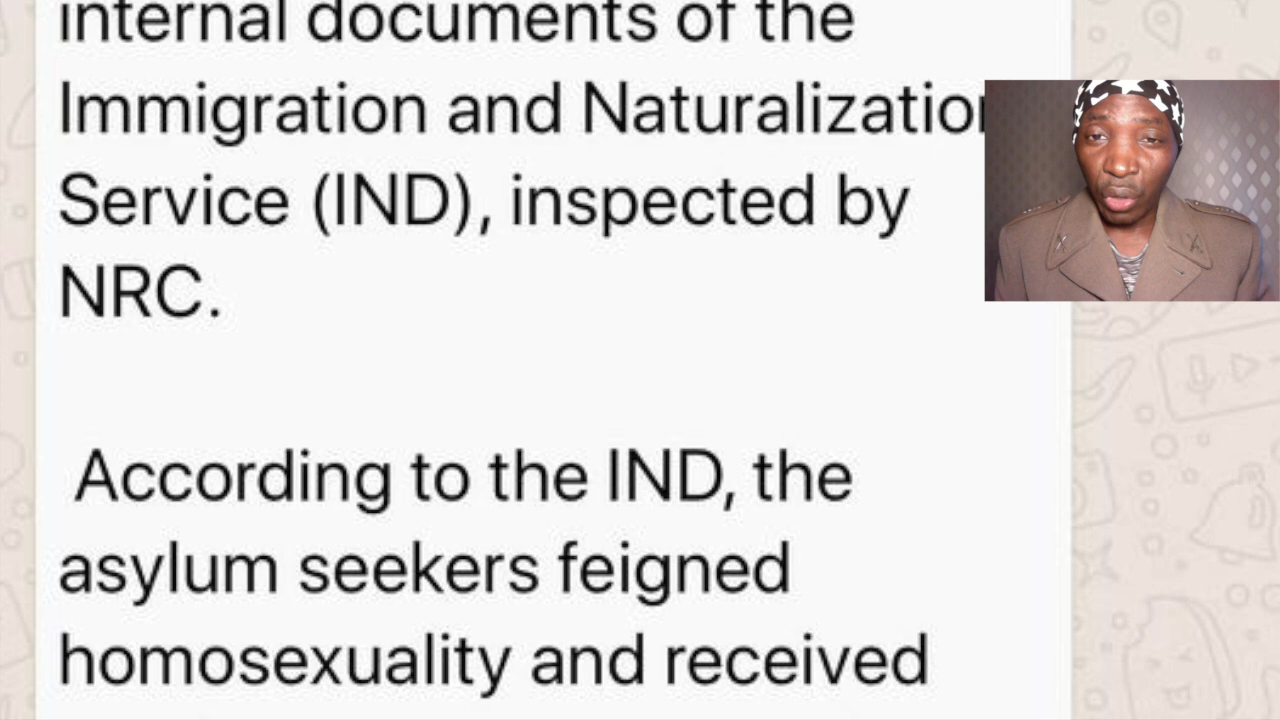 internal documents of the
Immigration and Naturalization
Service (IND), inspected by
NRC.
According to the IND, the
asylum seekers feigned
homosexuality and received